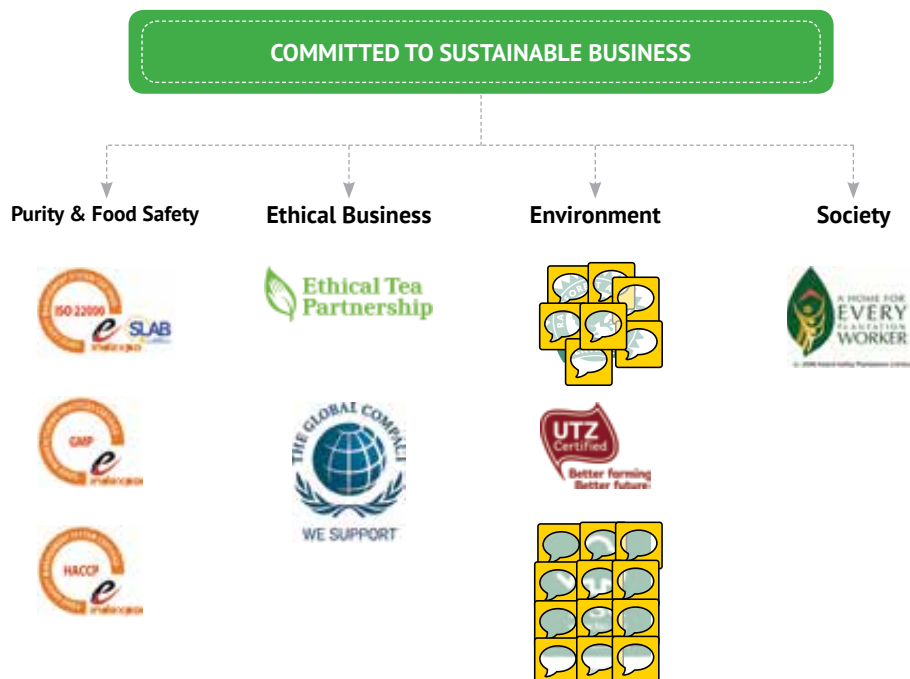 COMMITTED TO SUSTAINABLE BUSINESS
Purity & Food Safety
Ethical Business
Environment
Society
ISO 22000
SLAB
Ethical Tea
Partnership
A HOME FOR
EVERY
PLANTATION
WORKER
GMP
THE GLOBAL COMPACT
WE SUPPORT
UTZ
Certified
Better farming
Better future
HACCP